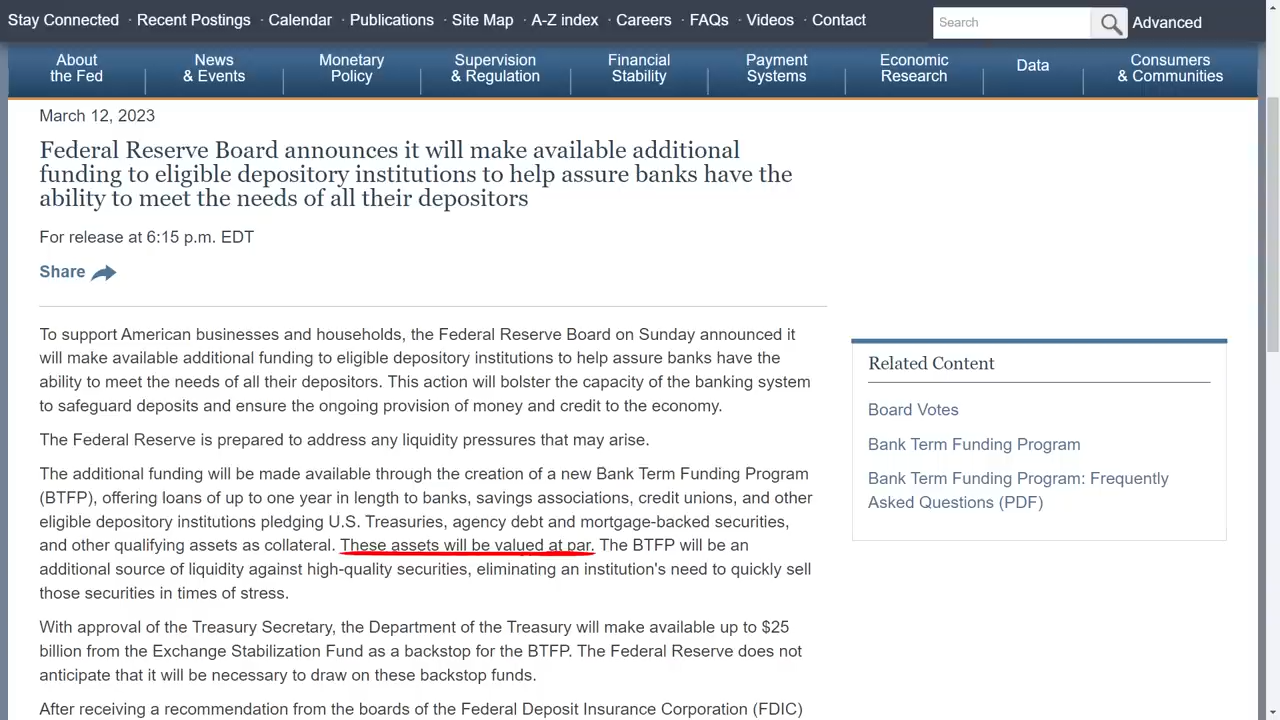 Stay Connected · Recent Postings · Calendar · Publications · Site Map · A-Z index · Careers · FAQs · Videos · Contact
Search
Advanced
About
the Fed
News
& Events
Monetary
Policy
Supervision
& Regulation
Financial
Stability
Payment
Systems
Economic
Research
Data
Consumers
& Communities
March 12, 2023
Federal Reserve Board announces it will make available additional
funding to eligible depository institutions to help assure banks have the
ability to meet the needs of all their depositors
For release at 6:15 p.m. EDT
Share
To support American businesses and households, the Federal Reserve Board on Sunday announced it
will make available additional funding to eligible depository institutions to help assure banks have the
ability to meet the needs of all their depositors. This action will bolster the capacity of the banking system
to safeguard deposits and ensure the ongoing provision of money and credit to the economy.
The Federal Reserve is prepared to address any liquidity pressures that may arise.
The additional funding will be made available through the creation of a new Bank Term Funding Program
(BTFP), offering loans of up to one year in length to banks, savings associations, credit unions, and other
eligible depository institutions pledging U.S. Treasuries, agency debt and mortgage-backed securities,
and other qualifying assets as collateral. These assets will be valued at par. The BTFP will be an
additional source of liquidity against high-quality securities, eliminating an institution's need to quickly sell
those securities in times of stress.
With approval of the Treasury Secretary, the Department of the Treasury will make available up to $25
billion from the Exchange Stabilization Fund as a backstop for the BTFP. The Federal Reserve does not
anticipate that it will be necessary to draw on these backstop funds.
After receiving a recommendation from the boards of the Federal Deposit Insurance Corporation (FDIC)
Related Content
Board Votes
Bank Term Funding Program
Bank Term Funding Program: Frequently
Asked Questions (PDF)